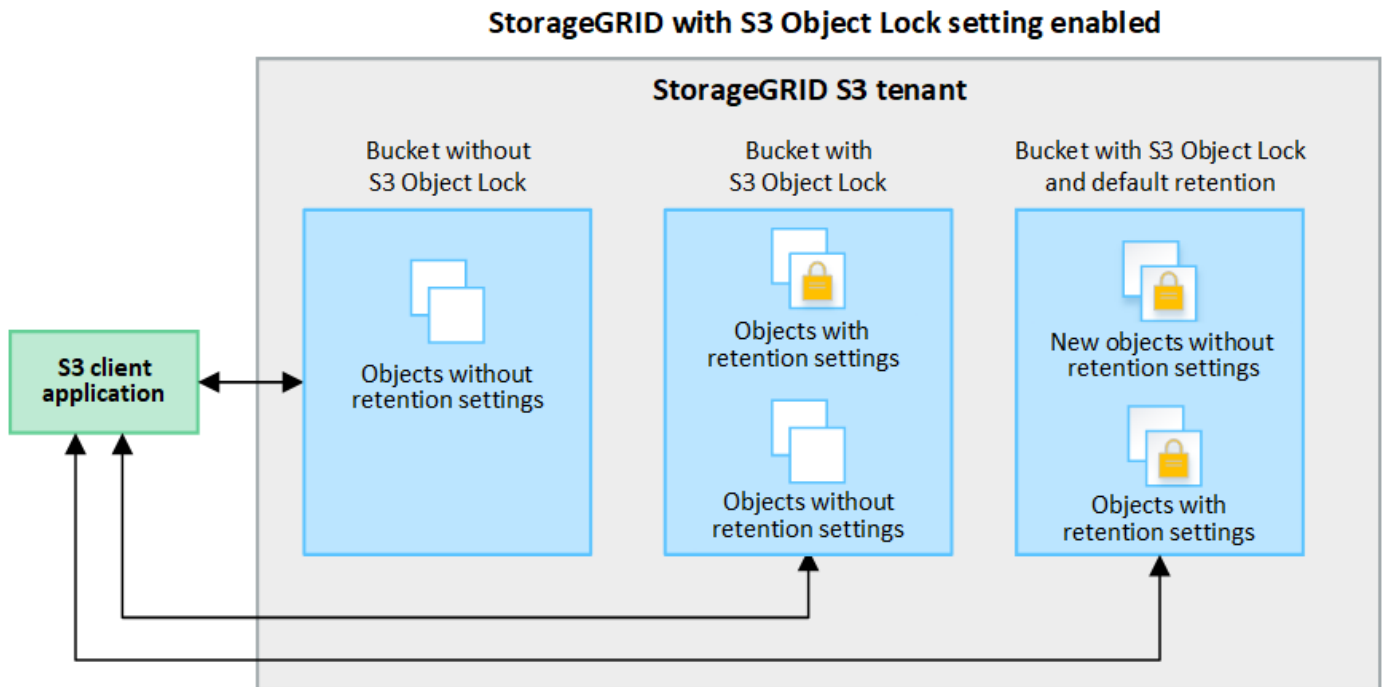 StorageGRID with S3 Object Lock setting enabled
StorageGRID S3 tenant
Bucket without
S3 Object Lock
Objects without
retention settings
Bucket with
S3 Object Lock
Objects with
retention settings
Objects without
retention settings
Bucket with S3 Object Lock
and default retention
New objects without
retention settings
Objects with
retention settings
S3 client
application